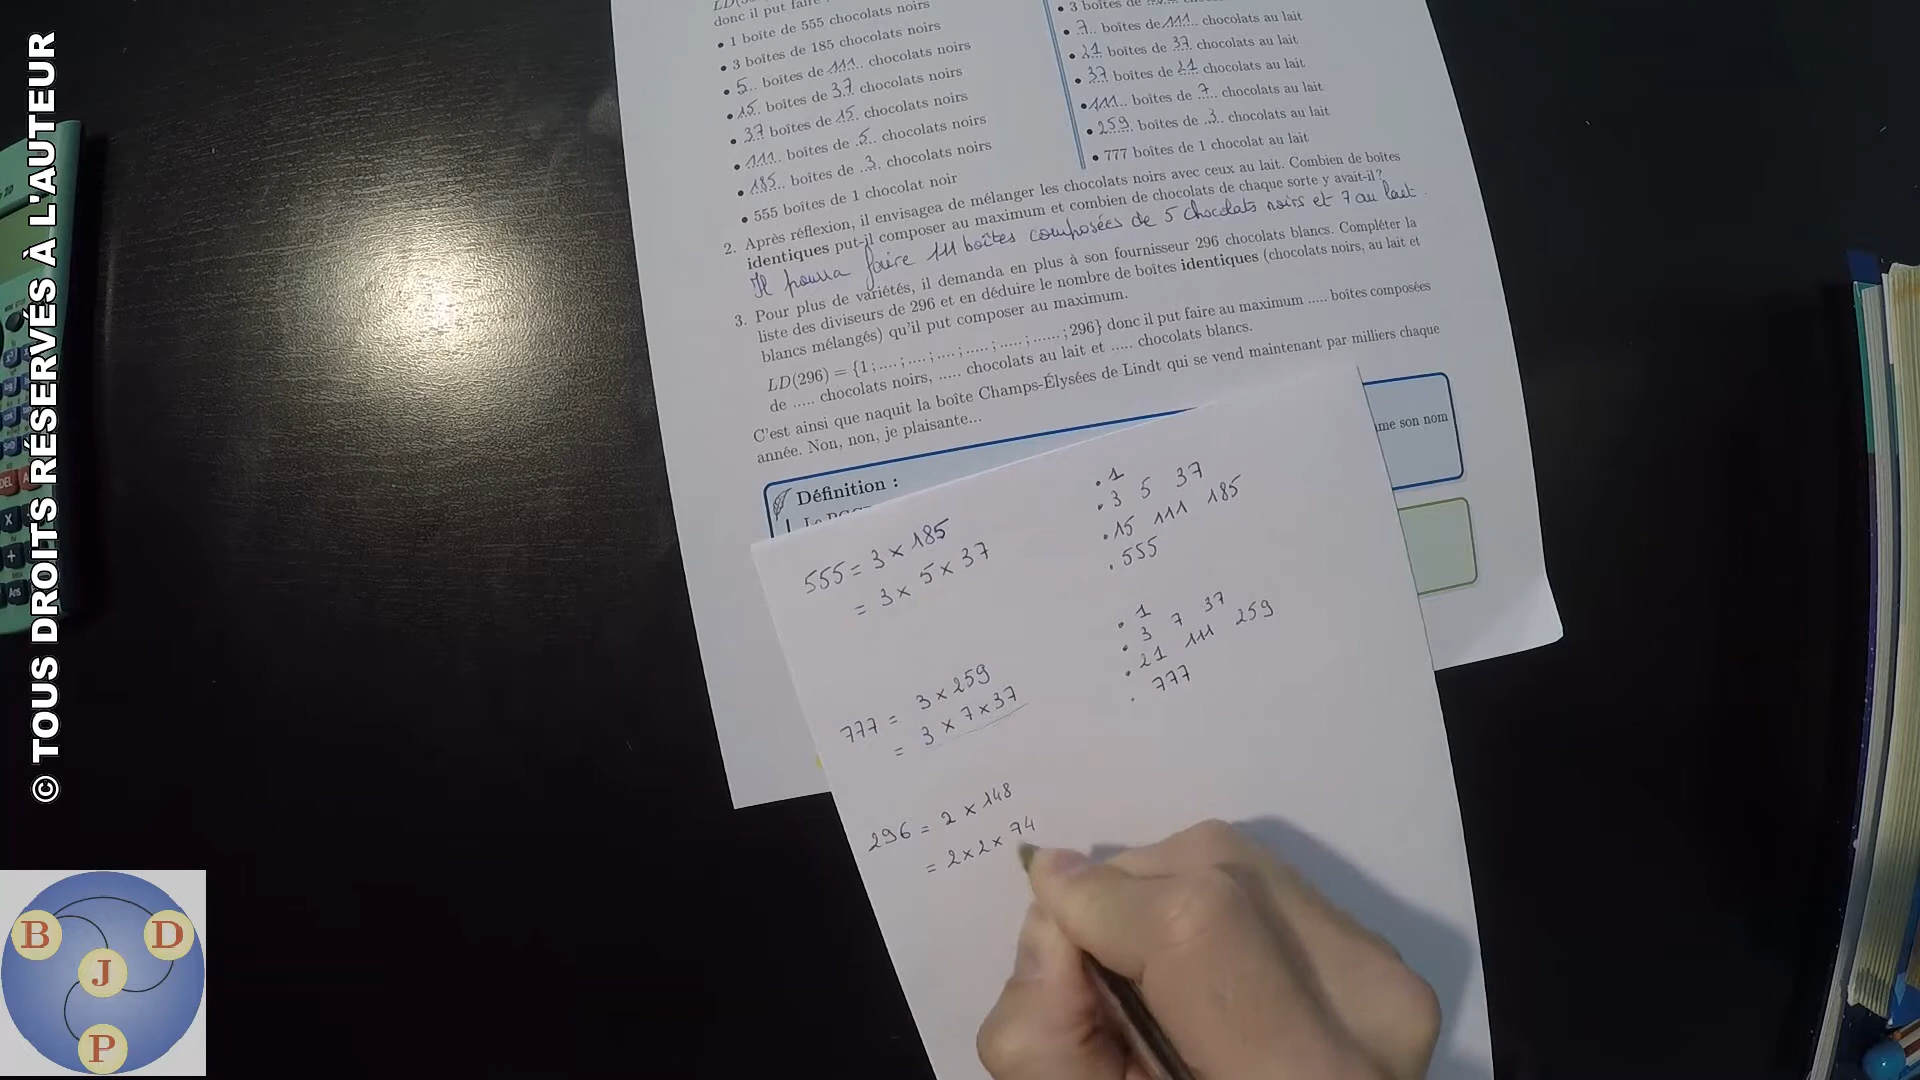 © TOUS DROITS RÉSERVÉS À L'AUTEUR
donc il put faire
• 1 boîte de 555 chocolats noirs
• 3 boîtes de 185 chocolats noirs
• 5 boîtes de 111 chocolats noirs
• 15 boîtes de 37 chocolats noirs
• 37 boîtes de 15 chocolats noirs
• 111 boîtes de 5 chocolats noirs
• 185 boîtes de 3 chocolats noirs
• 555 boîtes de 1 chocolat noir
• 3 boîtes de chocolats au lait
• 7 boîtes de 111 chocolats au lait
• 21 boîtes de 37 chocolats au lait
• 37 boîtes de 21 chocolats au lait
• 111 boîtes de 7 chocolats au lait
• 259 boîtes de 3 chocolats au lait
• 777 boîtes de 1 chocolat au lait
2. Après réflexion, il envisagea de mélanger les chocolats noirs avec ceux au lait. Combien de boîtes
identiques put-il composer au maximum et combien de chocolats de chaque sorte y avait-il?
Il pourra faire 111 boîtes composées de 5 chocolats noirs et 7 au lait
3. Pour plus de variétés, il demanda en plus à son fournisseur 296 chocolats blancs. Compléter la
liste des diviseurs de 296 et en déduire le nombre de boîtes identiques (chocolats noirs, au lait et
blancs mélangés) qu'il put composer au maximum.
LD(296) = {1;....;....;....;.....;.....;......;296} donc il put faire au maximum ..... boîtes composées
de ..... chocolats noirs, ..... chocolats au lait et ..... chocolats blancs.
C'est ainsi que naquit la boîte Champs-Élysées de Lindt qui se vend maintenant par milliers chaque
année. Non, non, je plaisante...
Définition :
me son nom
555 = 3 × 185
= 3 × 5 × 37
. 1
. 3 5 37
. 15 111 185
. 555
777 = 3 × 259
= 3 × 7 × 37
. 1
. 3 7 37
. 21 111 259
. 777
296 = 2 × 148
= 2 × 2 × 74
DEL
Ans
B D
J
P